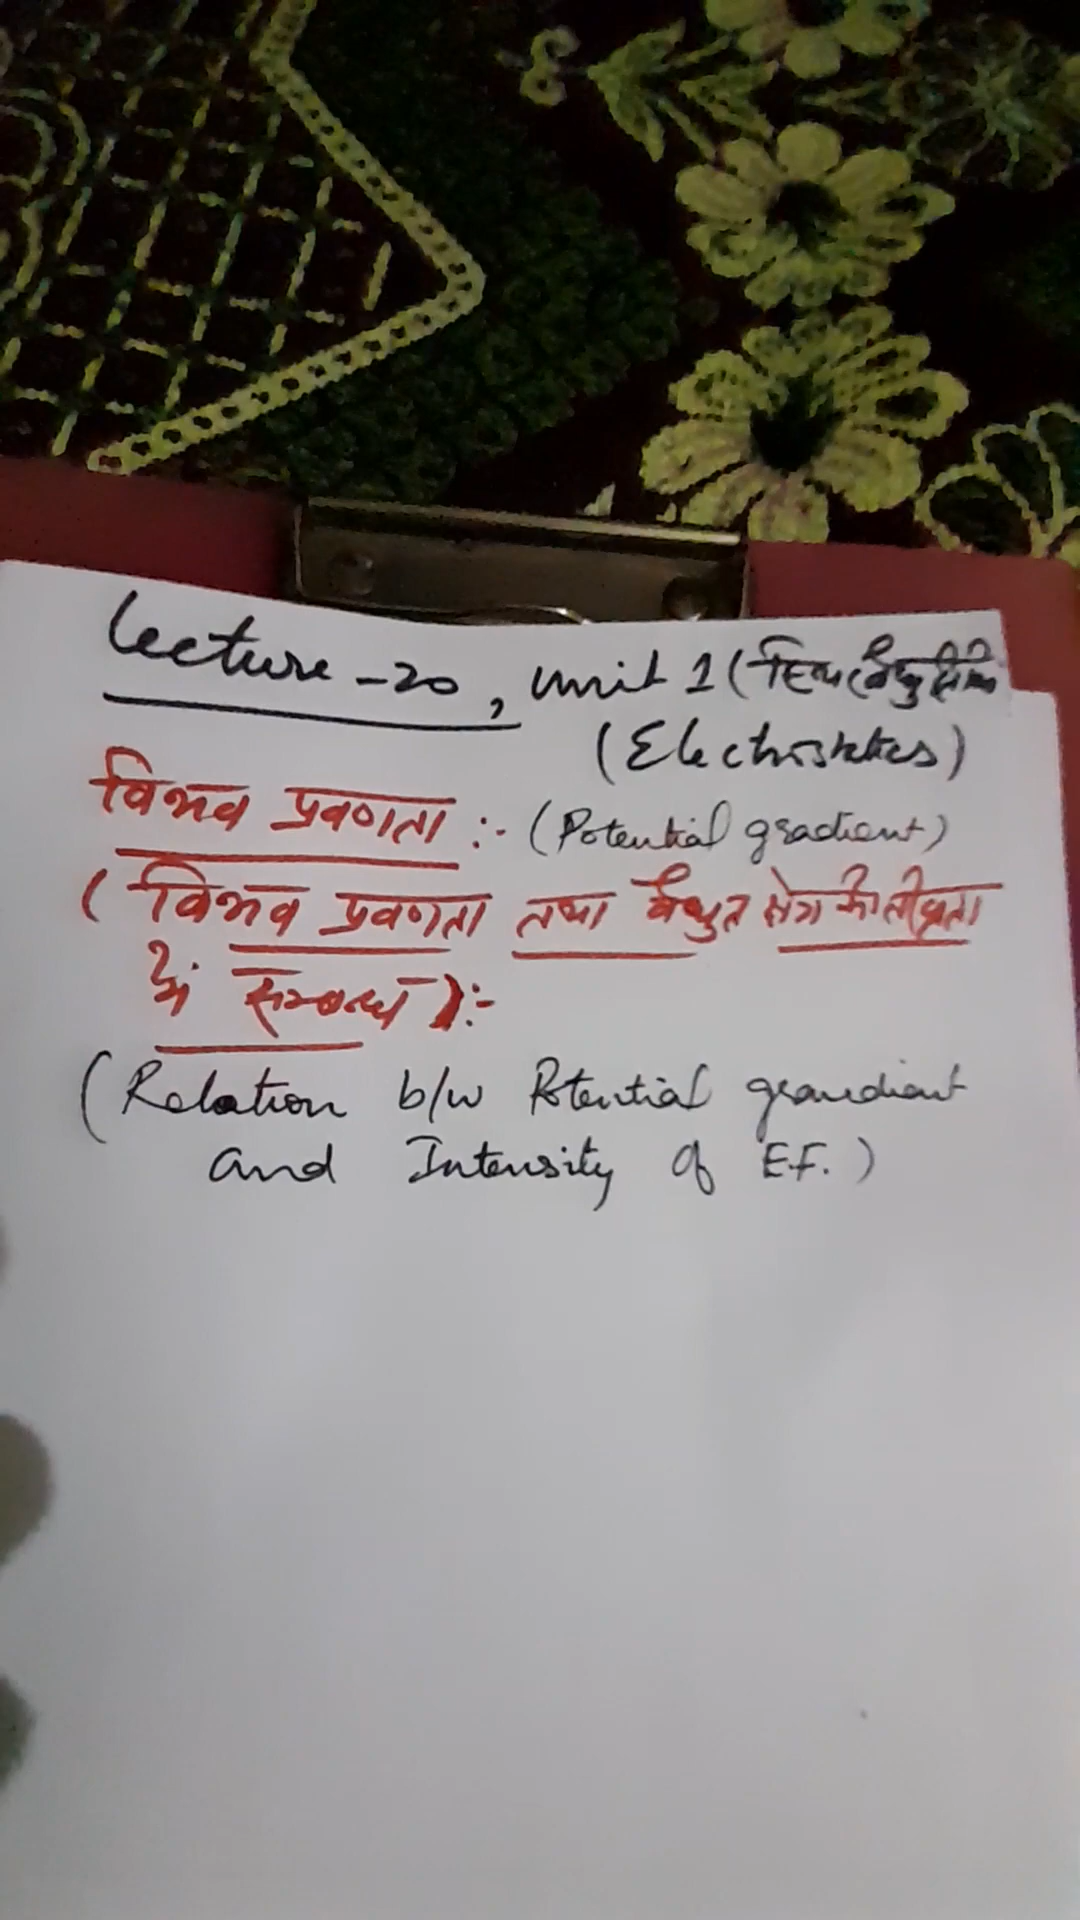 Lecture-20, unit 1 (स्थिर वैद्युतिकी
(Electrostatics)
विभव प्रवणता :- (Potential gradient)
( विभव प्रवणता तथा वैद्युत क्षेत्र की तीव्रता
में सम्बन्ध ):-
(Relation b/w Potential graudient
and Intensity of E.F.)